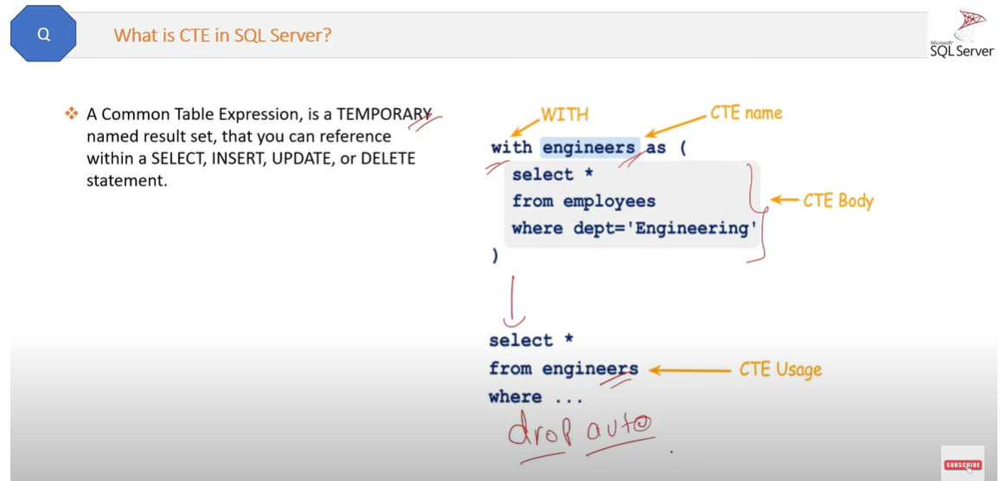 Q
What is CTE in SQL Server?
Microsoft
SQL Server
❖ A Common Table Expression, is a TEMPORARY
named result set, that you can reference
within a SELECT, INSERT, UPDATE, or DELETE
statement.
WITH
CTE name
with engineers as (
select *
from employees
where dept='Engineering'
)
CTE Body
select *
from engineers
CTE Usage
where ...
drop auto
SUBSCRIBE